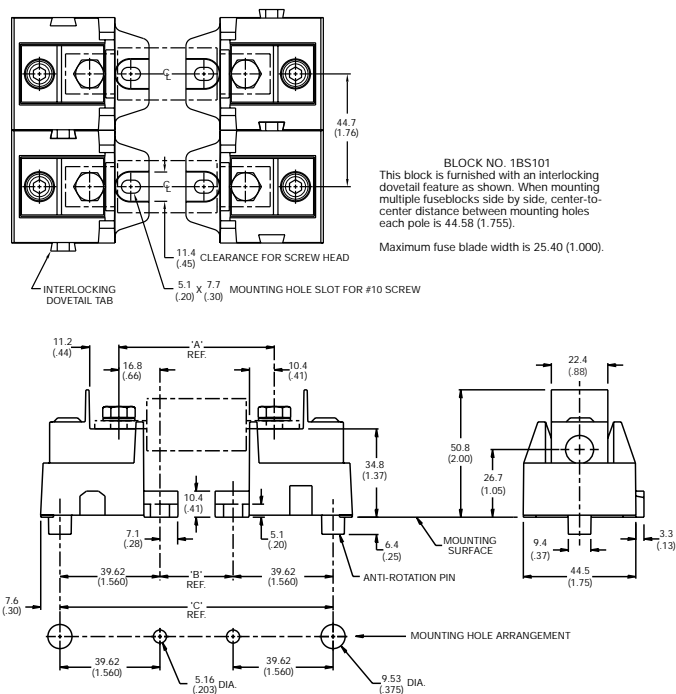 ℄
44.7
(1.76)
℄
BLOCK NO. 1BS101
This block is furnished with an interlocking
dovetail feature as shown. When mounting
multiple fuseblocks side by side, center-to-
center distance between mounting holes
each pole is 44.58 (1.755).
Maximum fuse blade width is 25.40 (1.000).
11.4
(.45) CLEARANCE FOR SCREW HEAD
5.1 X 7.7
(.20) (.30) MOUNTING HOLE SLOT FOR #10 SCREW
INTERLOCKING
DOVETAIL TAB
11.2
(.44)
'A'
REF.
16.8
(.66)
10.4
(.41)
22.4
(.88)
50.8
(2.00)
34.8
(1.37)
26.7
(1.05)
10.4
(.41)
7.1
(.28)
5.1
(.20)
6.4
(.25)
MOUNTING
SURFACE
9.4
(.37)
3.3
(.13)
44.5
(1.75)
39.62
(1.560)
'B'
REF.
39.62
(1.560)
ANTI-ROTATION PIN
7.6
(.30)
'C'
REF.
MOUNTING HOLE ARRANGEMENT
39.62
(1.560)
5.16
(.203) DIA.
39.62
(1.560)
9.53
(.375) DIA.